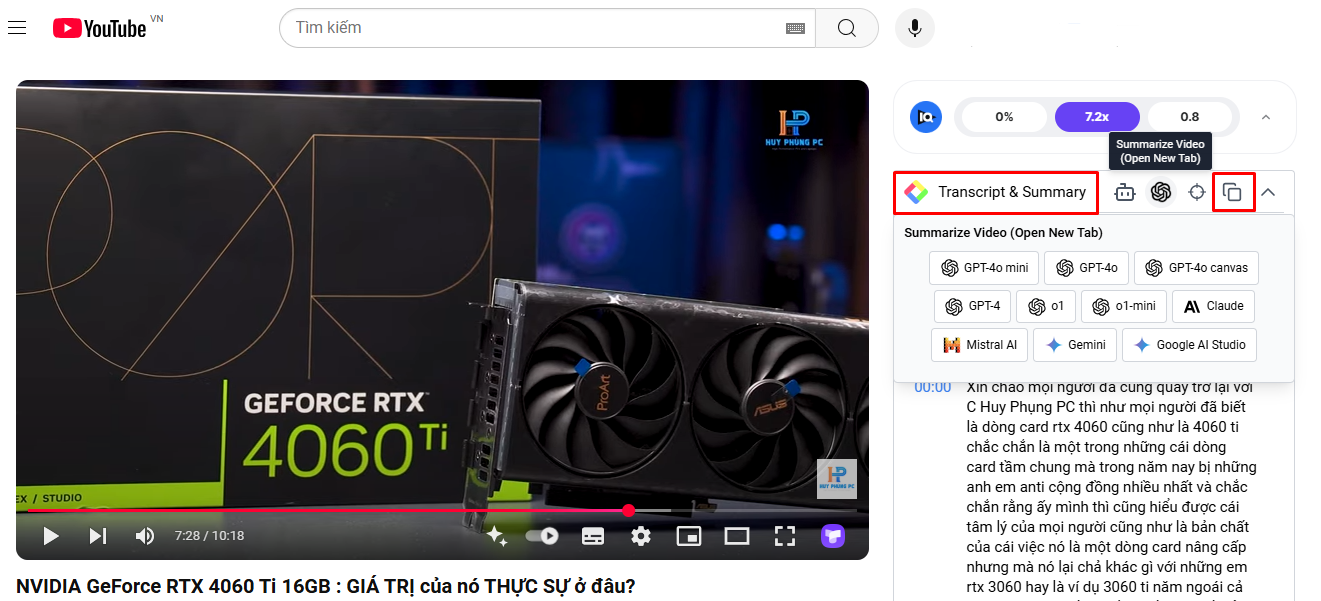 YouTube VN
Tìm kiếm
PORT
HUY PHỤNG PC
GEFORCE RTX™
4060 Ti
EX / STUDIO
ProArt
ASUS
HUY PHỤNG PC
7:28 / 10:18
NVIDIA GeForce RTX 4060 Ti 16GB : GIÁ TRỊ của nó THỰC SỰ ở đâu?
0%
7.2x
0.8
Summarize Video
(Open New Tab)
Transcript & Summary
Summarize Video (Open New Tab)
GPT-4o mini
GPT-4o
GPT-4o canvas
GPT-4
o1
o1-mini
Claude
Mistral AI
Gemini
Google AI Studio
00:00
Xin chào mọi người đã cùng quay trở lại với
C Huy Phụng PC thì như mọi người đã biết
là dòng card rtx 4060 cũng như là 4060 ti
chắc chắn là một trong những cái dòng
card tầm chung mà trong năm nay bị những
anh em anti cộng đồng nhiều nhất và chắc
chắn rằng ấy mình thì cũng hiểu được cái
tâm lý của mọi người cũng như là bản chất
của cái việc nó là một dòng card nâng cấp
nhưng mà nó lại chả khác gì với những em
rtx 3060 hay là ví dụ 3060 ti năm ngoái cả